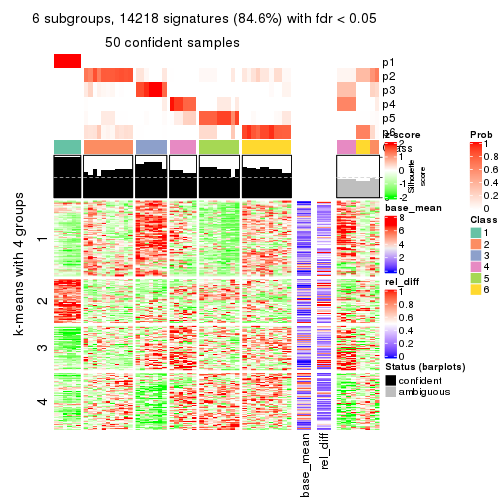 6 subgroups, 14218 signatures (84.6%) with fdr < 0.05
50 confident samples
p1
p2
p3
p4
p5
p6
Class
z-score
2
1
0
-1
-2
Silhouette
score
base_mean
8
6
4
2
0
rel_diff
1
0.8
0.6
0.4
0.2
0
Status (barplots)
confident
ambiguous
Prob
1
0.8
0.6
0.4
0.2
0
Class
1
2
3
4
5
6
k-means with 4 groups
1
2
3
4
base_mean
rel_diff